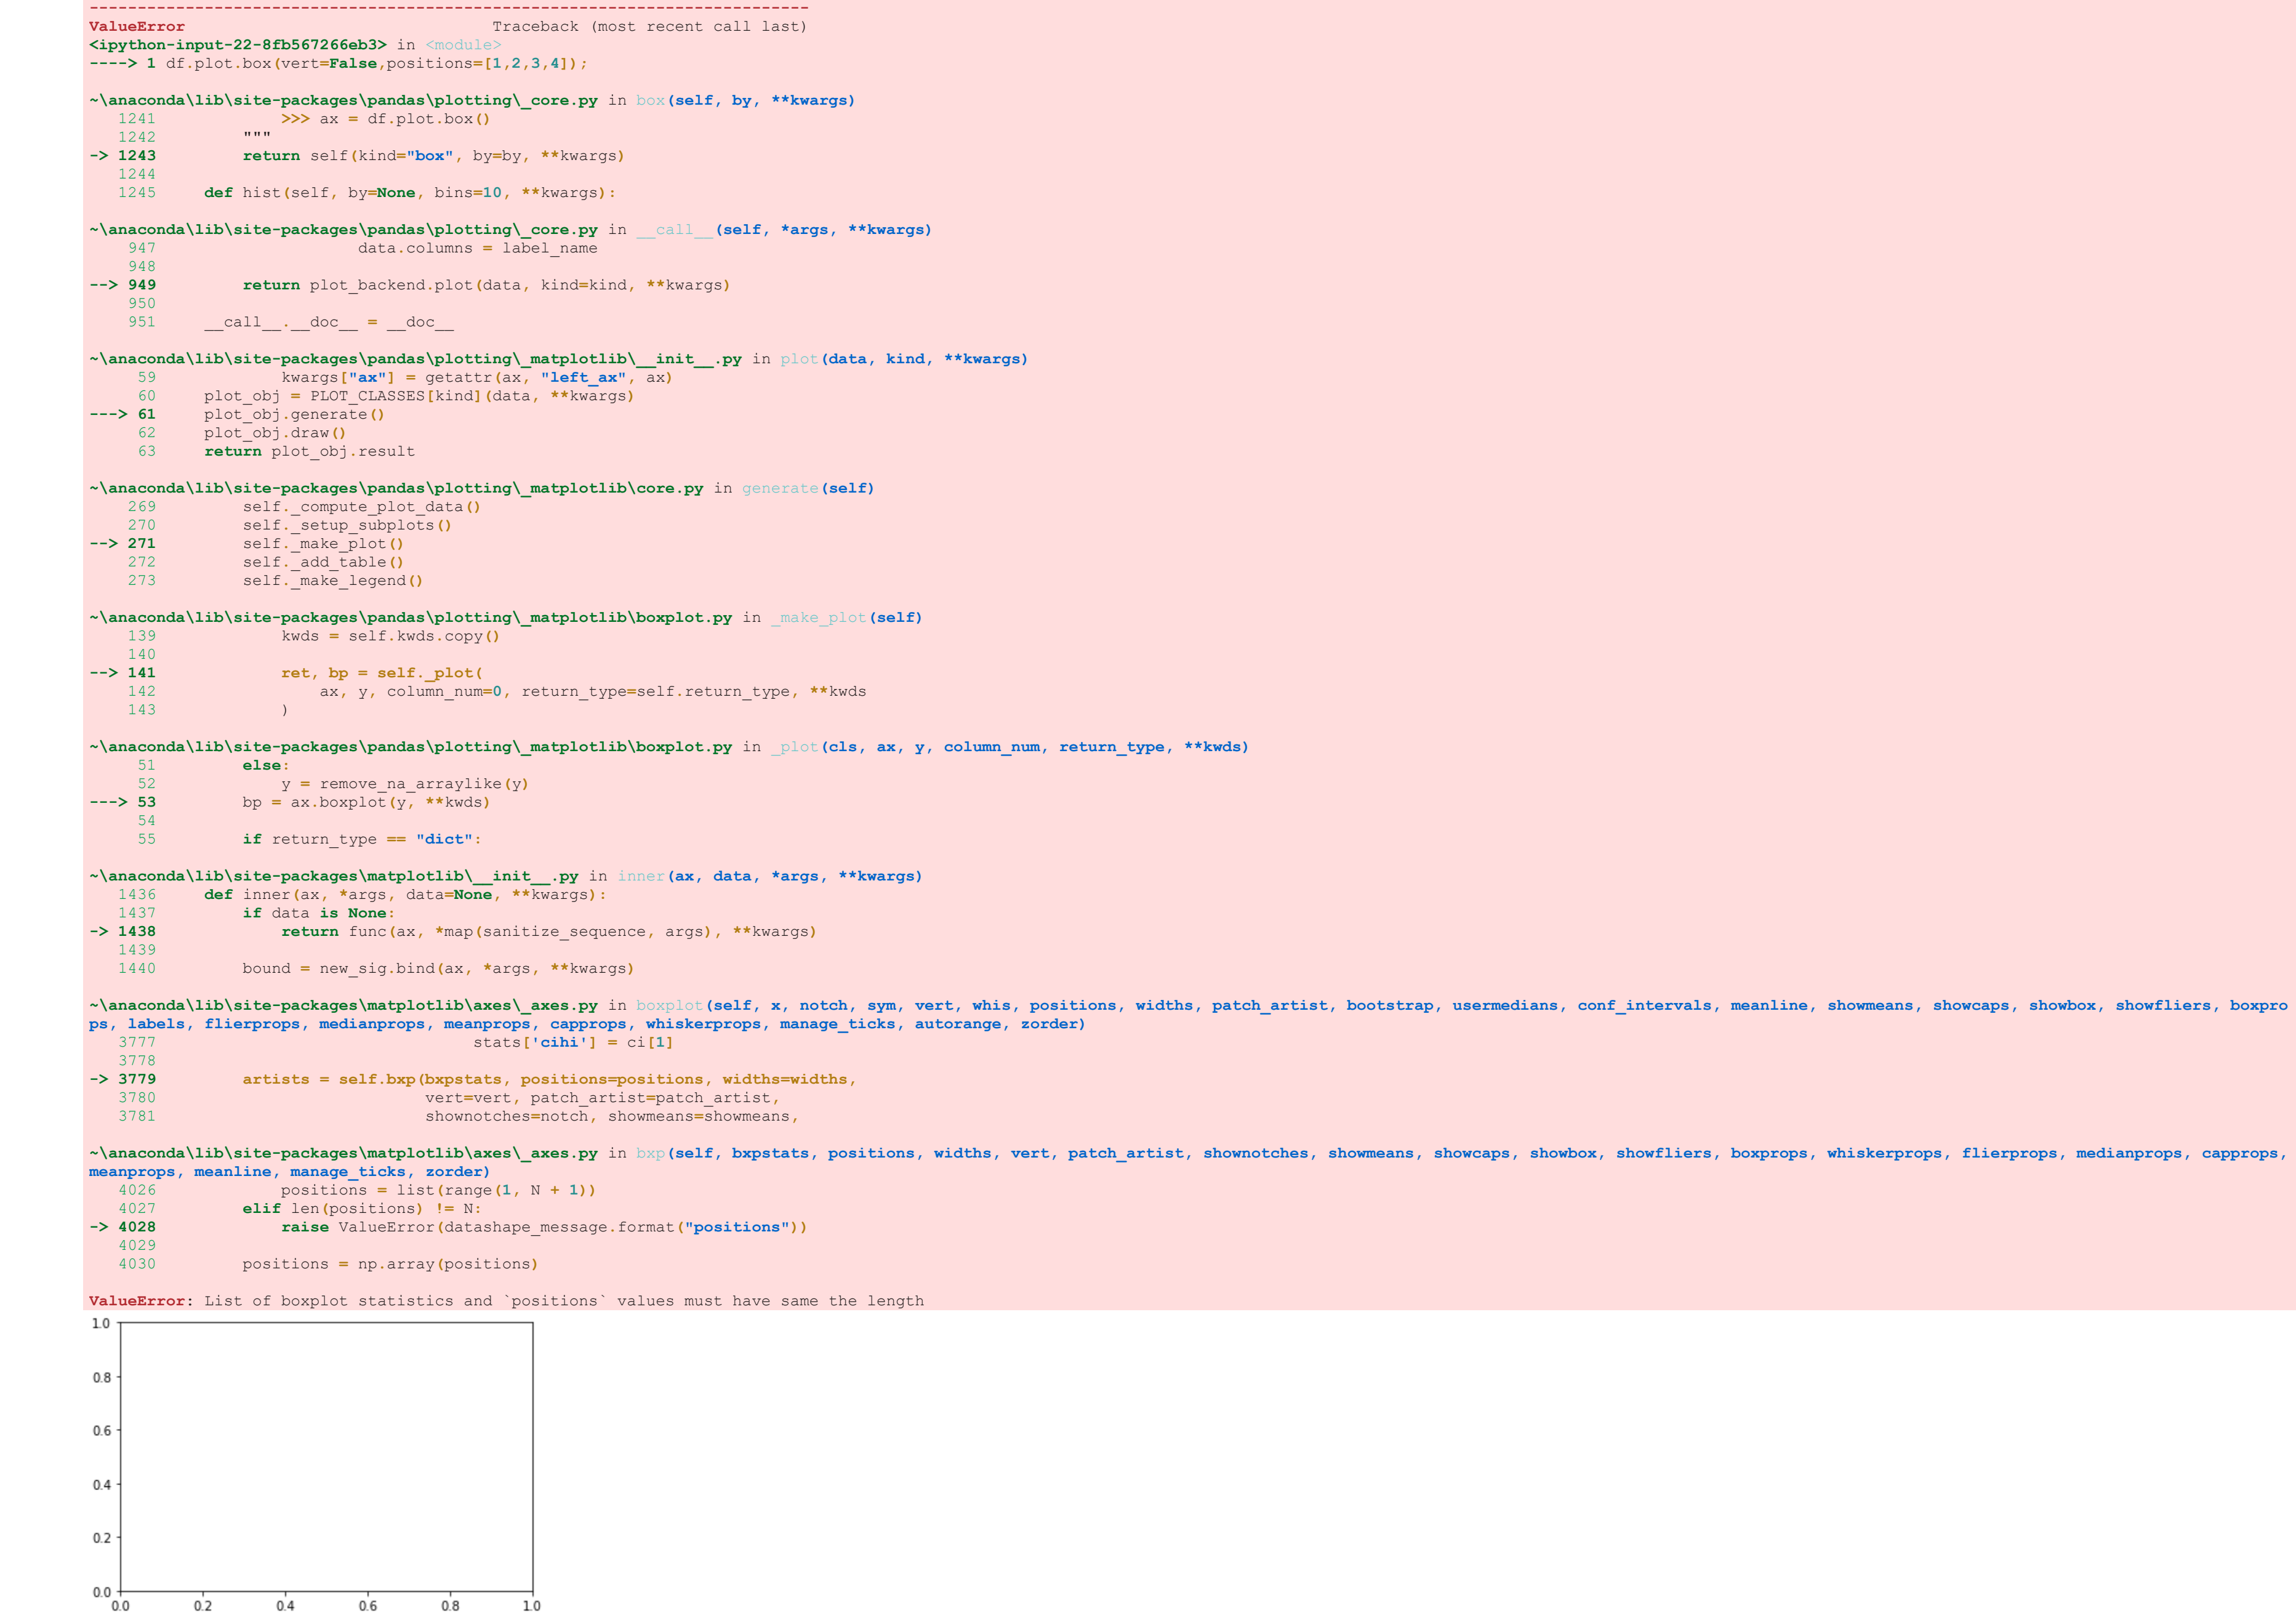 ---------------------------------------------------------------------------
ValueError                                Traceback (most recent call last)
<ipython-input-22-8fb567266eb3> in <module>
----> 1 df.plot.box(vert=False,positions=[1,2,3,4]);

~\anaconda\lib\site-packages\pandas\plotting\_core.py in box(self, by, **kwargs)
   1241             >>> ax = df.plot.box()
   1242         """
-> 1243         return self(kind="box", by=by, **kwargs)
   1244 
   1245     def hist(self, by=None, bins=10, **kwargs):

~\anaconda\lib\site-packages\pandas\plotting\_core.py in __call__(self, *args, **kwargs)
    947                     data.columns = label_name
    948 
--> 949         return plot_backend.plot(data, kind=kind, **kwargs)
    950 
    951     __call__.__doc__ = __doc__

~\anaconda\lib\site-packages\pandas\plotting\_matplotlib\__init__.py in plot(data, kind, **kwargs)
     59             kwargs["ax"] = getattr(ax, "left_ax", ax)
     60     plot_obj = PLOT_CLASSES[kind](data, **kwargs)
---> 61     plot_obj.generate()
     62     plot_obj.draw()
     63     return plot_obj.result

~\anaconda\lib\site-packages\pandas\plotting\_matplotlib\core.py in generate(self)
    269         self._compute_plot_data()
    270         self._setup_subplots()
--> 271         self._make_plot()
    272         self._add_table()
    273         self._make_legend()

~\anaconda\lib\site-packages\pandas\plotting\_matplotlib\boxplot.py in _make_plot(self)
    139             kwds = self.kwds.copy()
    140 
--> 141             ret, bp = self._plot(
    142                 ax, y, column_num=0, return_type=self.return_type, **kwds
    143             )

~\anaconda\lib\site-packages\pandas\plotting\_matplotlib\boxplot.py in _plot(cls, ax, y, column_num, return_type, **kwds)
     51         else:
     52             y = remove_na_arraylike(y)
---> 53         bp = ax.boxplot(y, **kwds)
     54 
     55         if return_type == "dict":

~\anaconda\lib\site-packages\matplotlib\__init__.py in inner(ax, data, *args, **kwargs)
   1436     def inner(ax, *args, data=None, **kwargs):
   1437         if data is None:
-> 1438             return func(ax, *map(sanitize_sequence, args), **kwargs)
   1439 
   1440         bound = new_sig.bind(ax, *args, **kwargs)

~\anaconda\lib\site-packages\matplotlib\axes\_axes.py in boxplot(self, x, notch, sym, vert, whis, positions, widths, patch_artist, bootstrap, usermedians, conf_intervals, meanline, showmeans, showcaps, showbox, showfliers, boxpro
ps, labels, flierprops, medianprops, meanprops, capprops, whiskerprops, manage_ticks, autorange, zorder)
   3777                                 stats['cihi'] = ci[1]
   3778 
-> 3779         artists = self.bxp(bxpstats, positions=positions, widths=widths,
   3780                            vert=vert, patch_artist=patch_artist,
   3781                            shownotches=notch, showmeans=showmeans,

~\anaconda\lib\site-packages\matplotlib\axes\_axes.py in bxp(self, bxpstats, positions, widths, vert, patch_artist, shownotches, showmeans, showcaps, showbox, showfliers, boxprops, whiskerprops, flierprops, medianprops, capprops,
meanprops, meanline, manage_ticks, zorder)
   4026             positions = list(range(1, N + 1))
   4027         elif len(positions) != N:
-> 4028             raise ValueError(datashape_message.format("positions"))
   4029 
   4030         positions = np.array(positions)

ValueError: List of boxplot statistics and `positions` values must have same the length
1.0
0.8
0.6
0.4
0.2
0.0
0.0 0.2 0.4 0.6 0.8 1.0